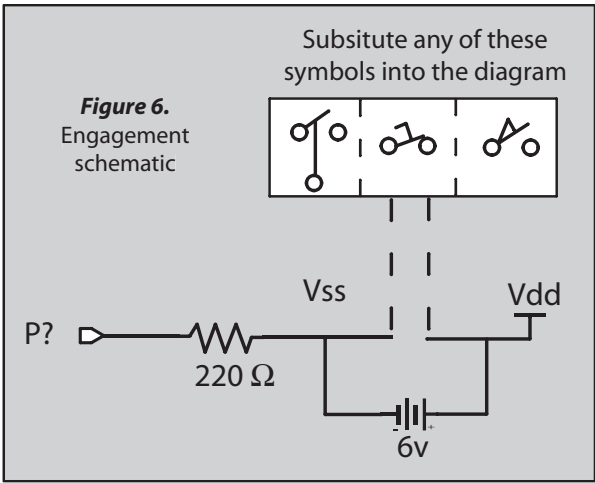 Subsitute any of these
symbols into the diagram
Figure 6.
Engagement
schematic
Vss
Vdd
P?
220 Ω
- +
6v